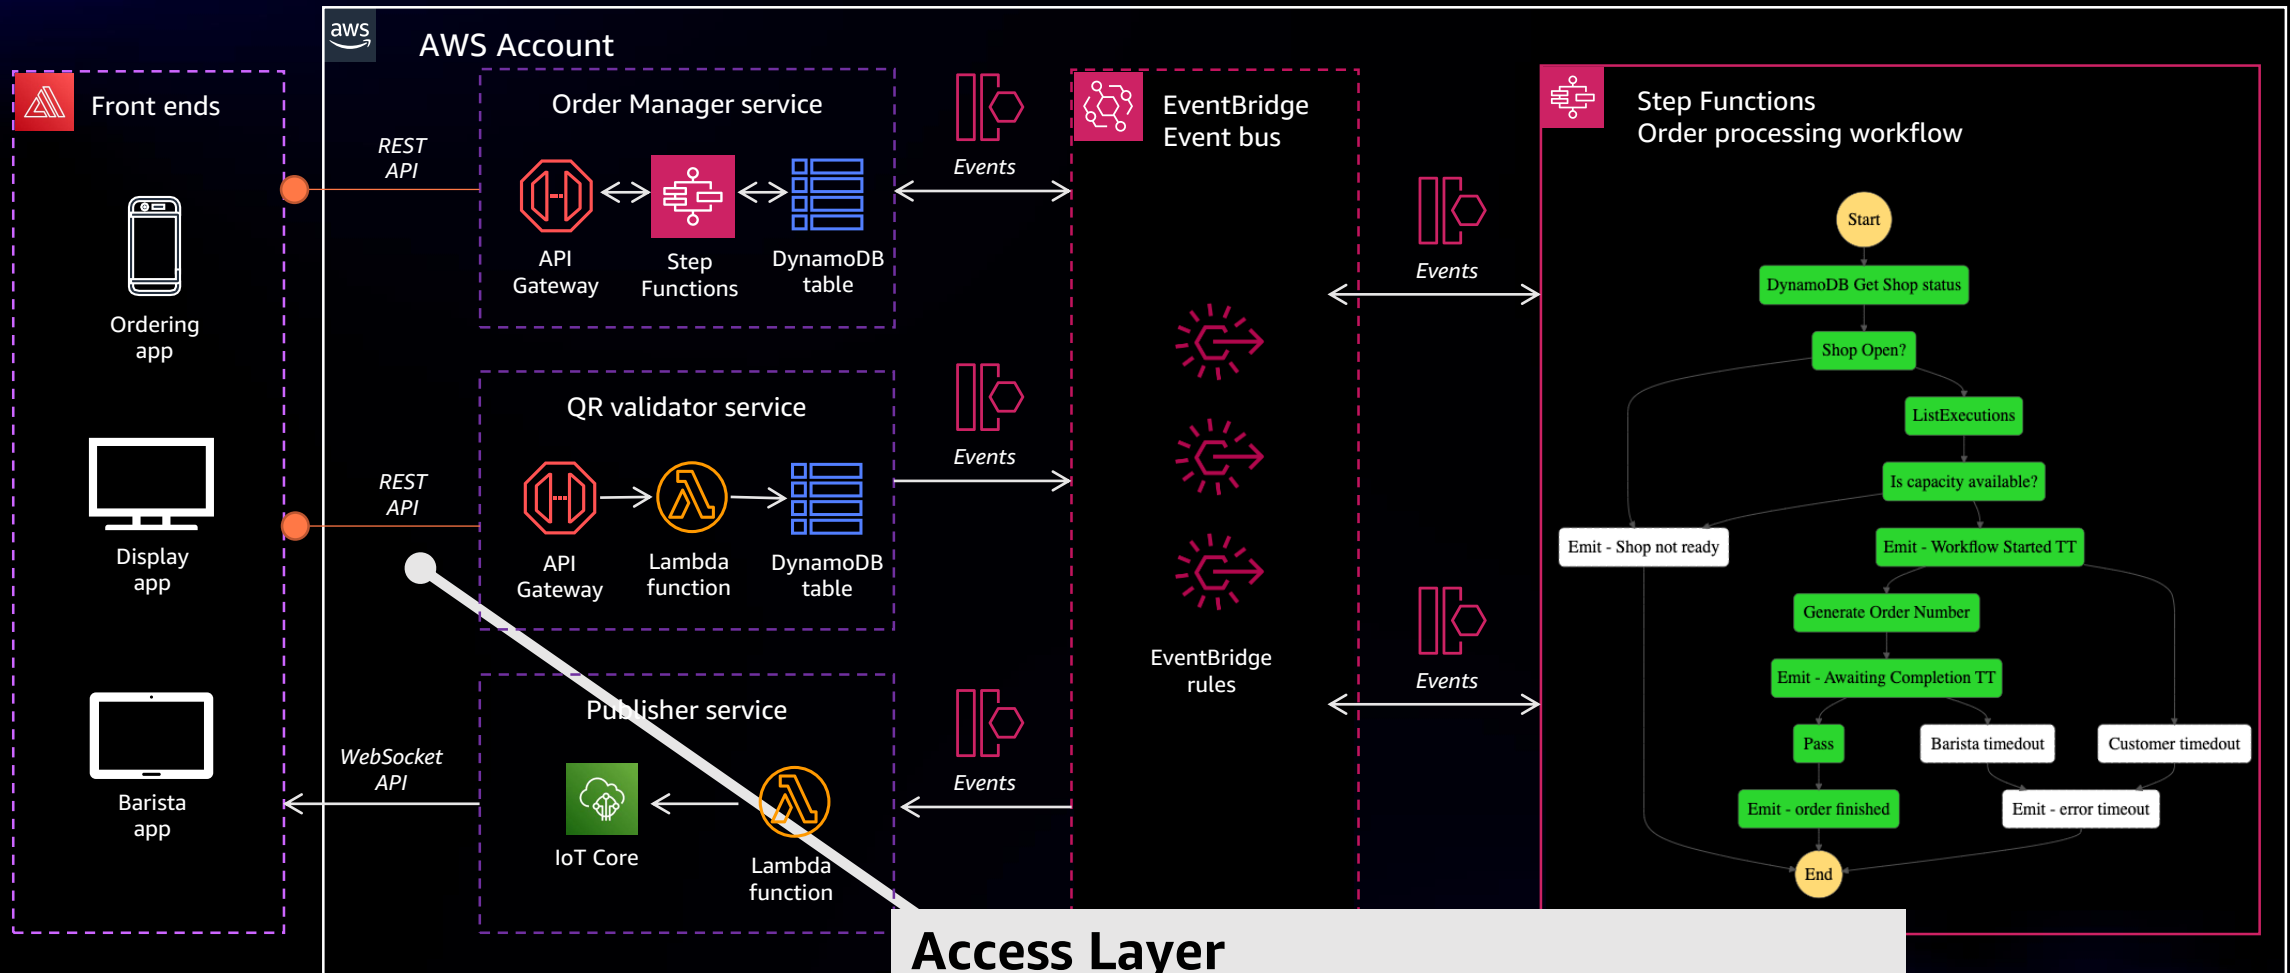 aws
AWS Account
Front ends
Ordering
app
Display
app
Barista
app
REST
API
REST
API
WebSocket
API
Order Manager service
API
Gateway
Step
Functions
DynamoDB
table
QR validator service
API
Gateway
Lambda
function
DynamoDB
table
Publisher service
IoT Core
Lambda
function
Events
Events
Events
EventBridge
Event bus
EventBridge
rules
Events
Events
Step Functions
Order processing workflow
Start
DynamoDB Get Shop status
Shop Open?
ListExecutions
Is capacity available?
Emit - Shop not ready
Emit - Workflow Started TT
Generate Order Number
Emit - Awaiting Completion TT
Pass
Barista timedout
Customer timedout
Emit - order finished
Emit - error timeout
End
Access Layer